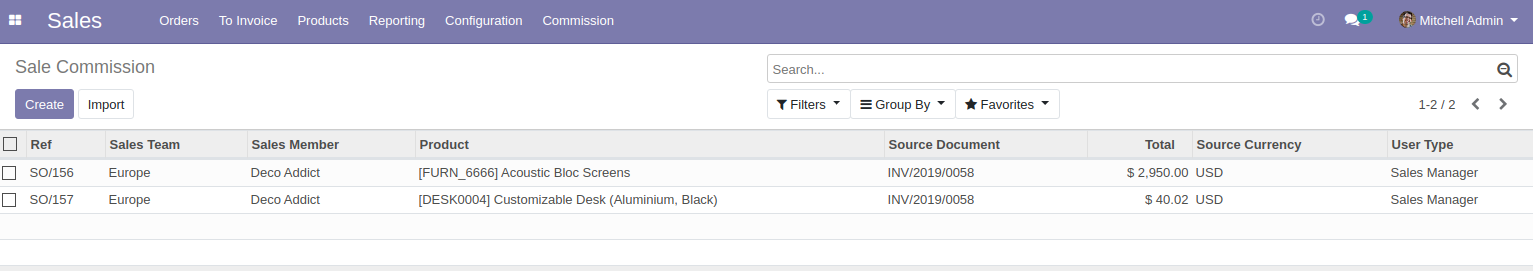 Sales Orders To Invoice Products Reporting Configuration Commission 1 Mitchell Admin
Sale Commission Search...
Create Import Filters Group By Favorites 1-2 / 2
Ref Sales Team Sales Member Product Source Document Total Source Currency User Type
SO/156 Europe Deco Addict [FURN_6666] Acoustic Bloc Screens INV/2019/0058 $ 2,950.00 USD Sales Manager
SO/157 Europe Deco Addict [DESK0004] Customizable Desk (Aluminium, Black) INV/2019/0058 $ 40.02 USD Sales Manager